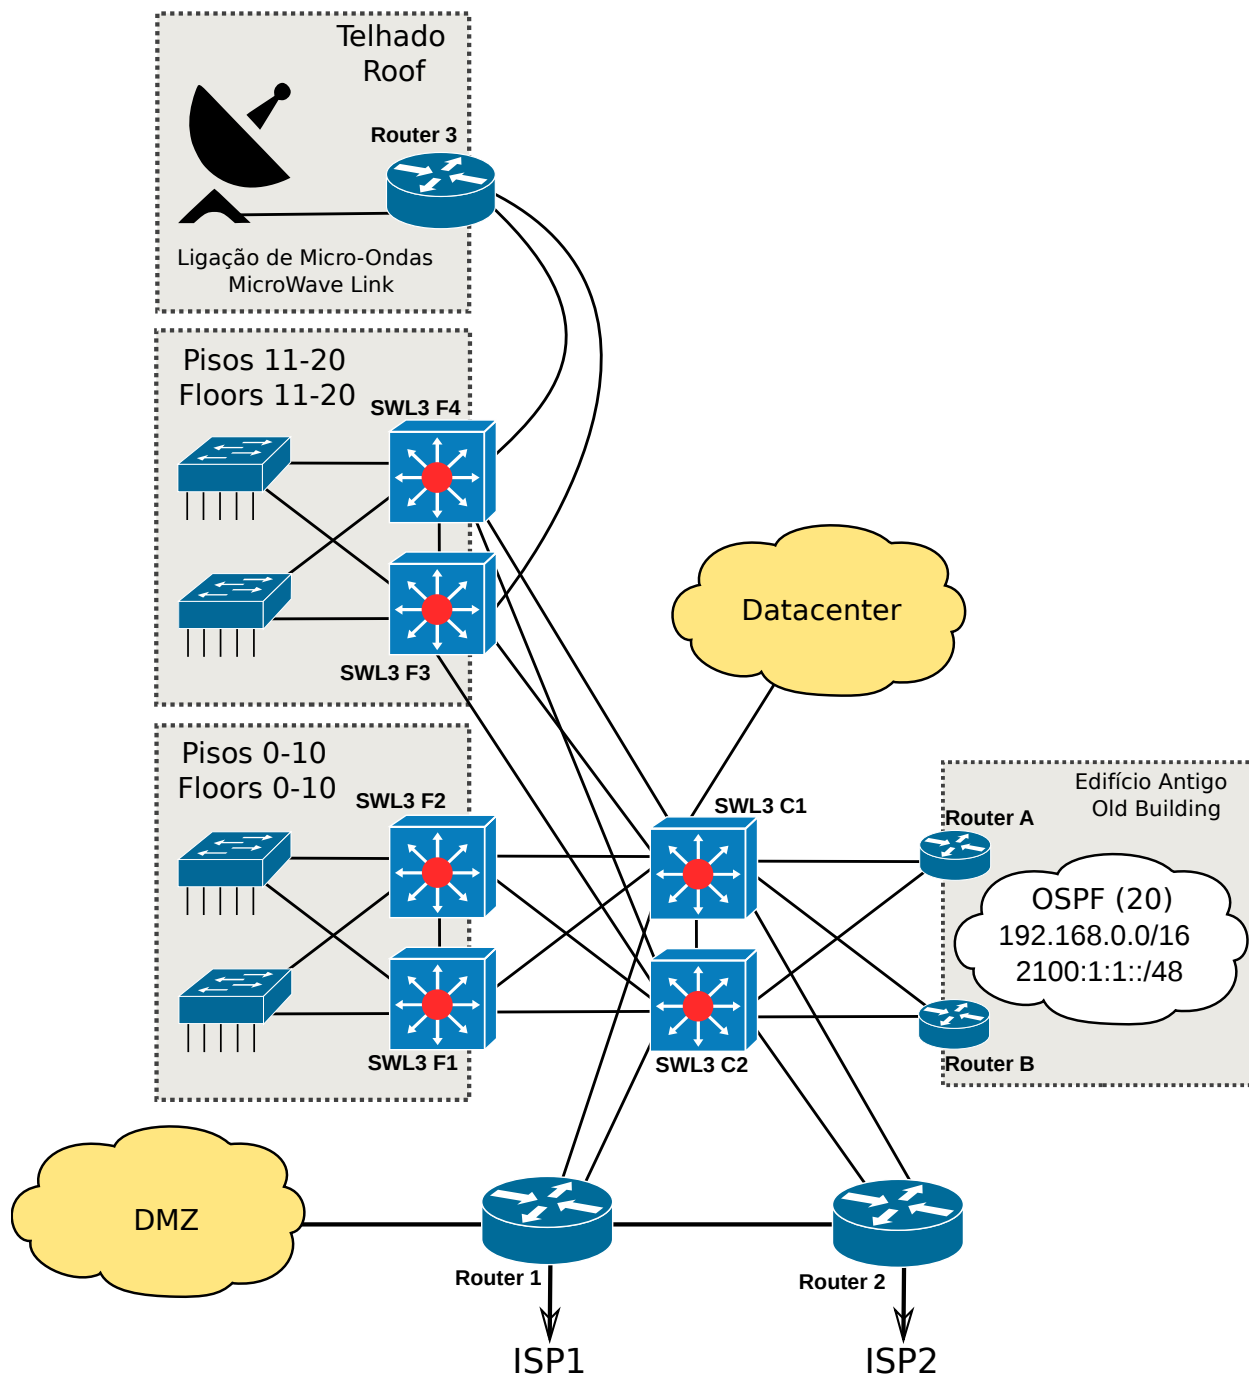 Telhado
Roof
Router 3
Ligação de Micro-Ondas
MicroWave Link
Pisos 11-20
Floors 11-20
SWL3 F4
SWL3 F3
Datacenter
Pisos 0-10
Floors 0-10
SWL3 F2
SWL3 F1
SWL3 C1
SWL3 C2
Edifício Antigo
Old Building
Router A
OSPF (20)
192.168.0.0/16
2100:1:1::/48
Router B
DMZ
Router 1
Router 2
ISP1
ISP2